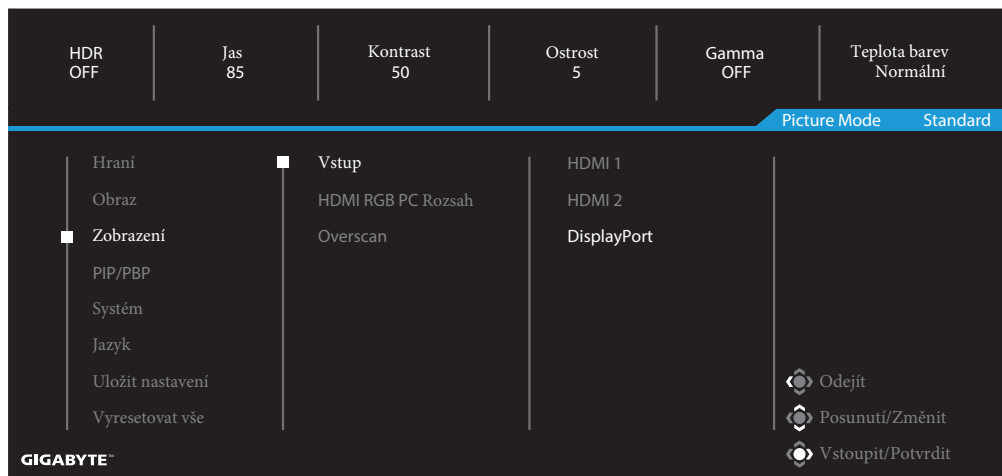 HDR
OFF
Jas
85
Kontrast
50
Ostrost
5
Gamma
OFF
Teplota barev
Normální
Picture Mode Standard
Hraní
Obraz
Zobrazení
PIP/PBP
Systém
Jazyk
Uložit nastavení
Vyresetovat vše
Vstup
HDMI RGB PC Rozsah
Overscan
HDMI 1
HDMI 2
DisplayPort
Odejít
Posunutí/Změnit
Vstoupit/Potvrdit
GIGABYTE™